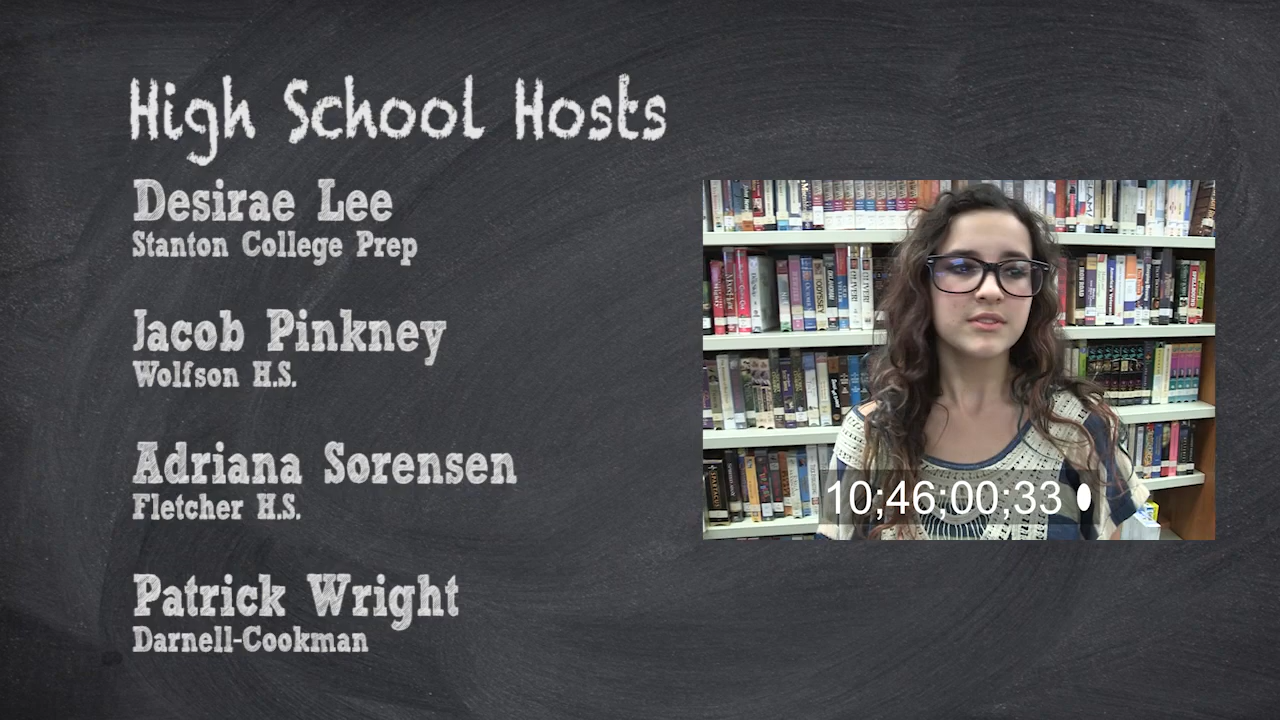 High School Hosts
Desirae Lee
Stanton College Prep
Jacob Pinkney
Wolfson H.S.
Adriana Sorensen
Fletcher H.S.
Patrick Wright
Darnell-Cookman
ODYSSEY
10;46;00;33